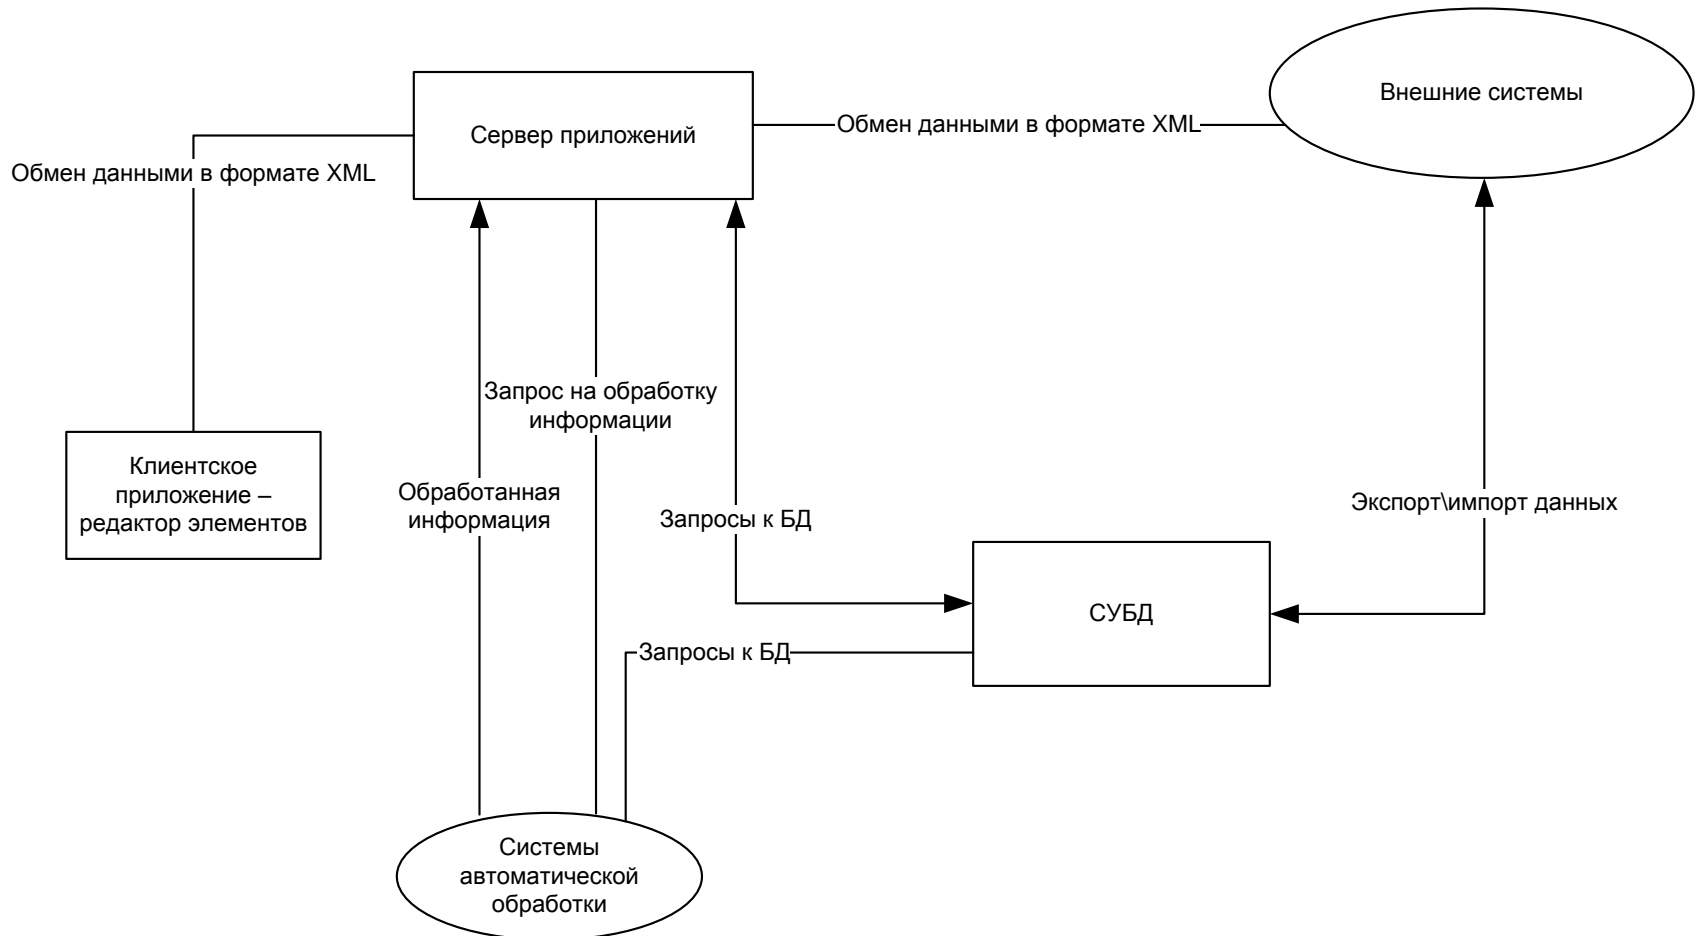 Внешние системы
Сервер приложений
Обмен данными в формате XML
Обмен данными в формате XML
Запрос на обработку
информации
Клиентское
приложение –
редактор элементов
Обработанная
информация
Запросы к БД
Экспорт\импорт данных
СУБД
Запросы к БД
Системы
автоматической
обработки